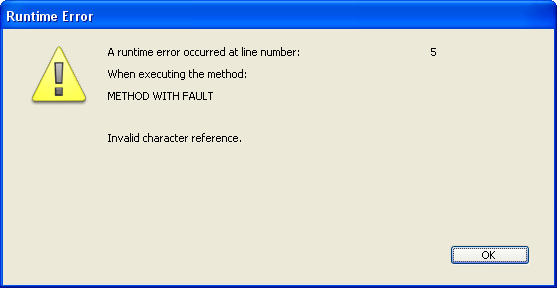 Runtime Error
A runtime error occurred at line number: 5
When executing the method:
METHOD WITH FAULT
Invalid character reference.
OK